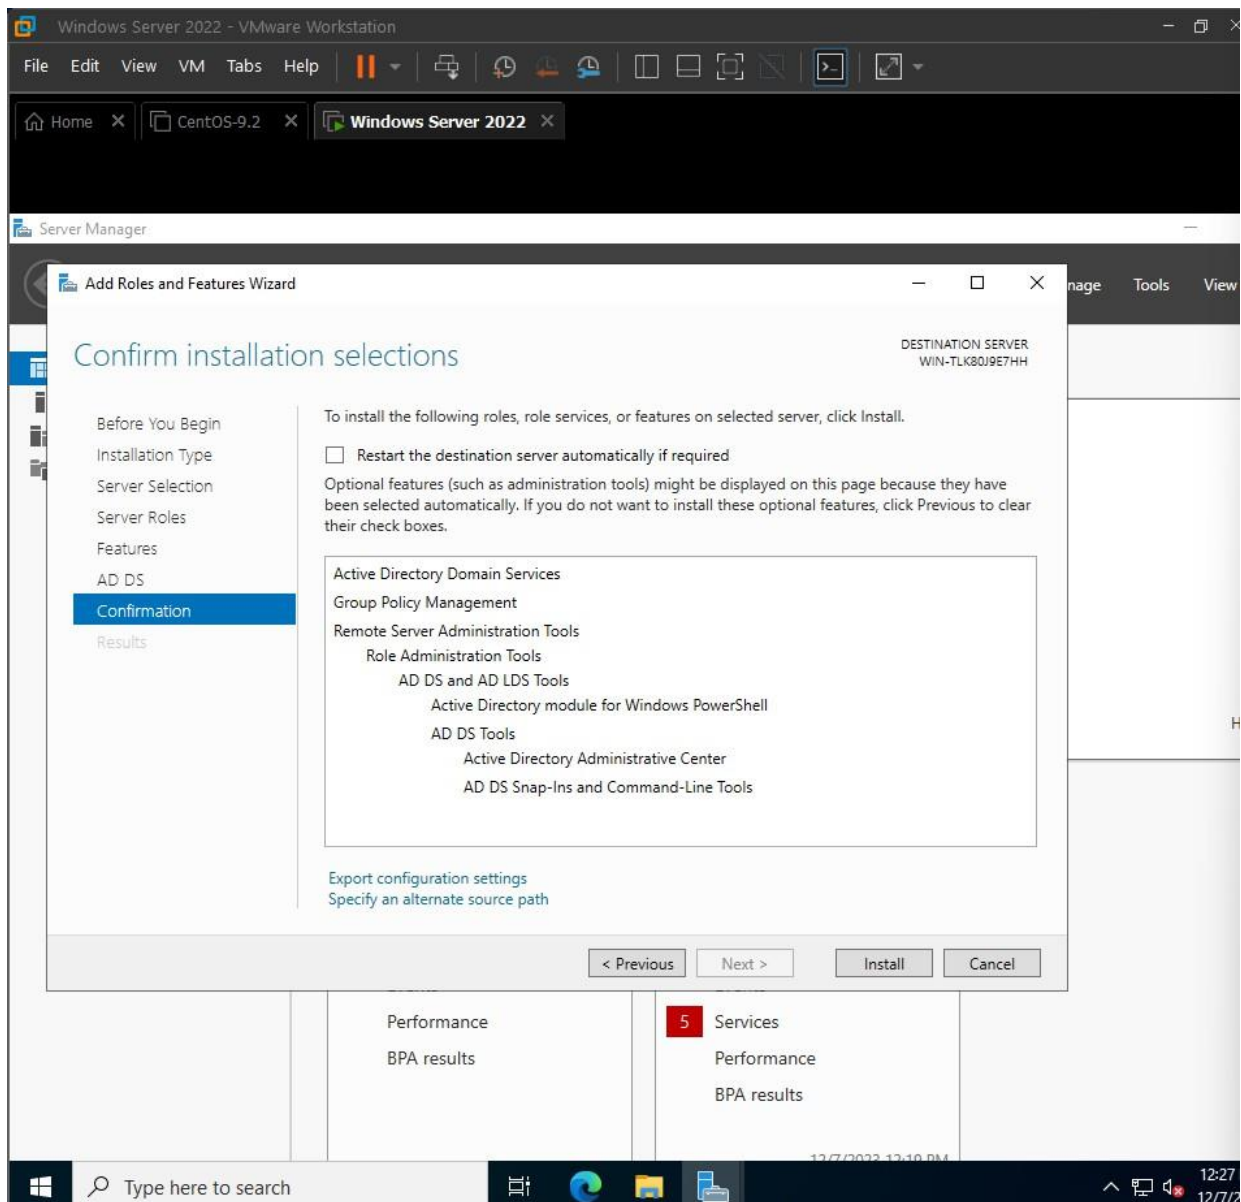 Windows Server 2022 - VMware Workstation
File Edit View VM Tabs Help
Home CentOS-9.2 Windows Server 2022
Server Manager
Add Roles and Features Wizard
Tools View
Confirm installation selections
DESTINATION SERVER
WIN-TLK80J9E7HH
Before You Begin
Installation Type
Server Selection
Server Roles
Features
AD DS
Confirmation
Results
To install the following roles, role services, or features on selected server, click Install.
Restart the destination server automatically if required
Optional features (such as administration tools) might be displayed on this page because they have
been selected automatically. If you do not want to install these optional features, click Previous to clear
their check boxes.
Active Directory Domain Services
Group Policy Management
Remote Server Administration Tools
Role Administration Tools
AD DS and AD LDS Tools
Active Directory module for Windows PowerShell
AD DS Tools
Active Directory Administrative Center
AD DS Snap-Ins and Command-Line Tools
Export configuration settings
Specify an alternate source path
< Previous Next > Install Cancel
Performance
BPA results
5 Services
Performance
BPA results
12/7/2023 12:19 PM
Type here to search
12:27
12/7/2